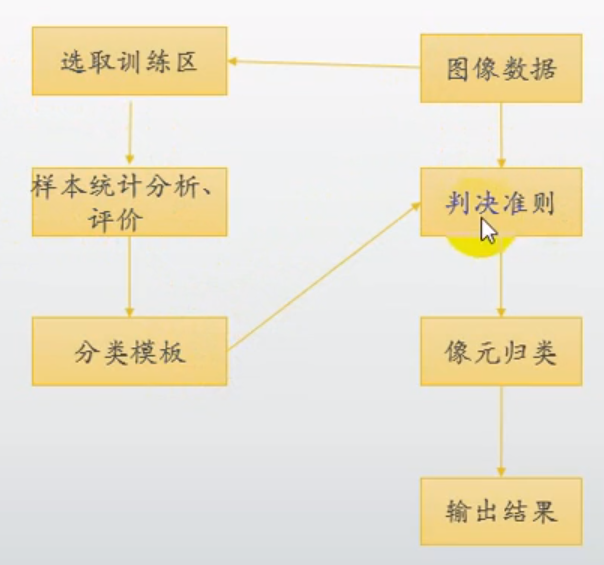 选取训练区
图像数据
样本统计分析、
评价
判决准则
分类模板
像元归类
输出结果